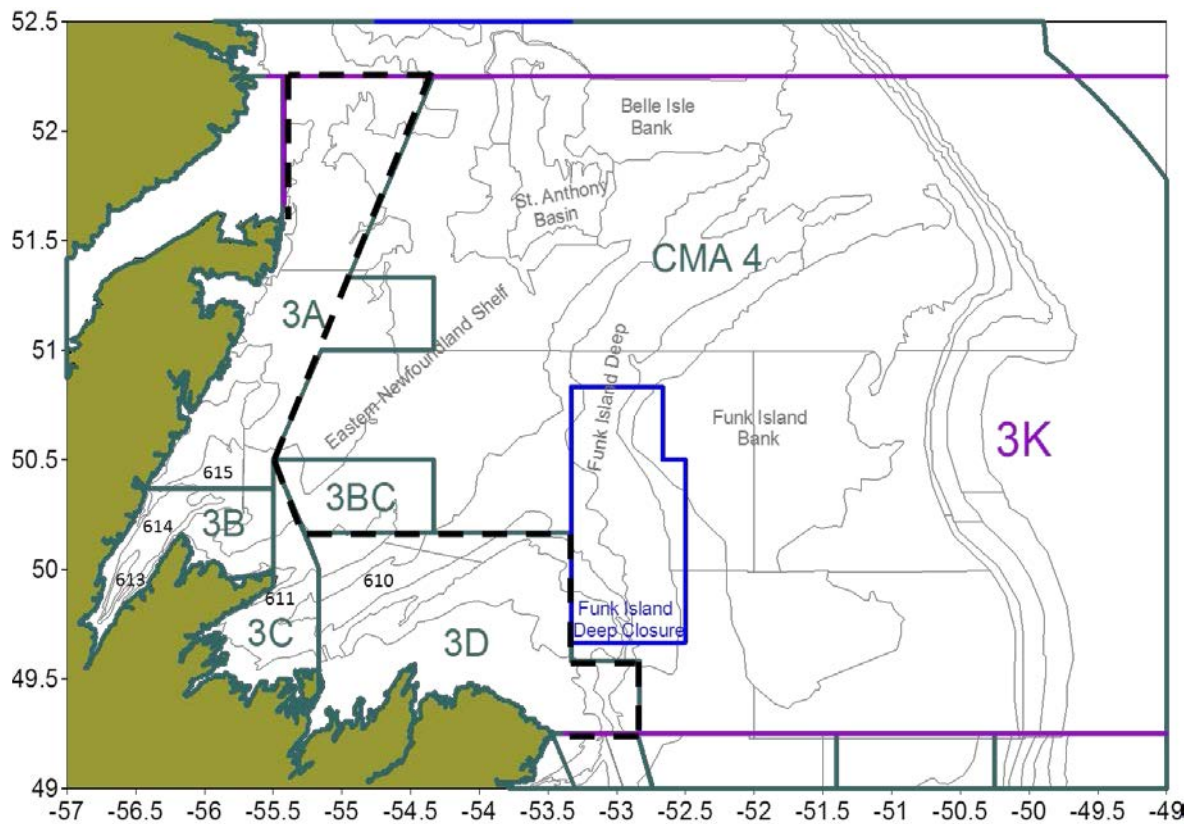 52.5
52
51.5
51
50.5
50
49.5
49
Belle Isle
Bank
St. Anthony
Basin
CMA 4
3A
Eastern Newfoundland Shelf
Funk Island Deep
Funk Island
Bank
3K
615
3BC
614
3B
613
611
610
3C
3D
Funk Island
Deep Closure
-57 -56.5 -56 -55.5 -55 -54.5 -54 -53.5 -53 -52.5 -52 -51.5 -51 -50.5 -50 -49.5 -49